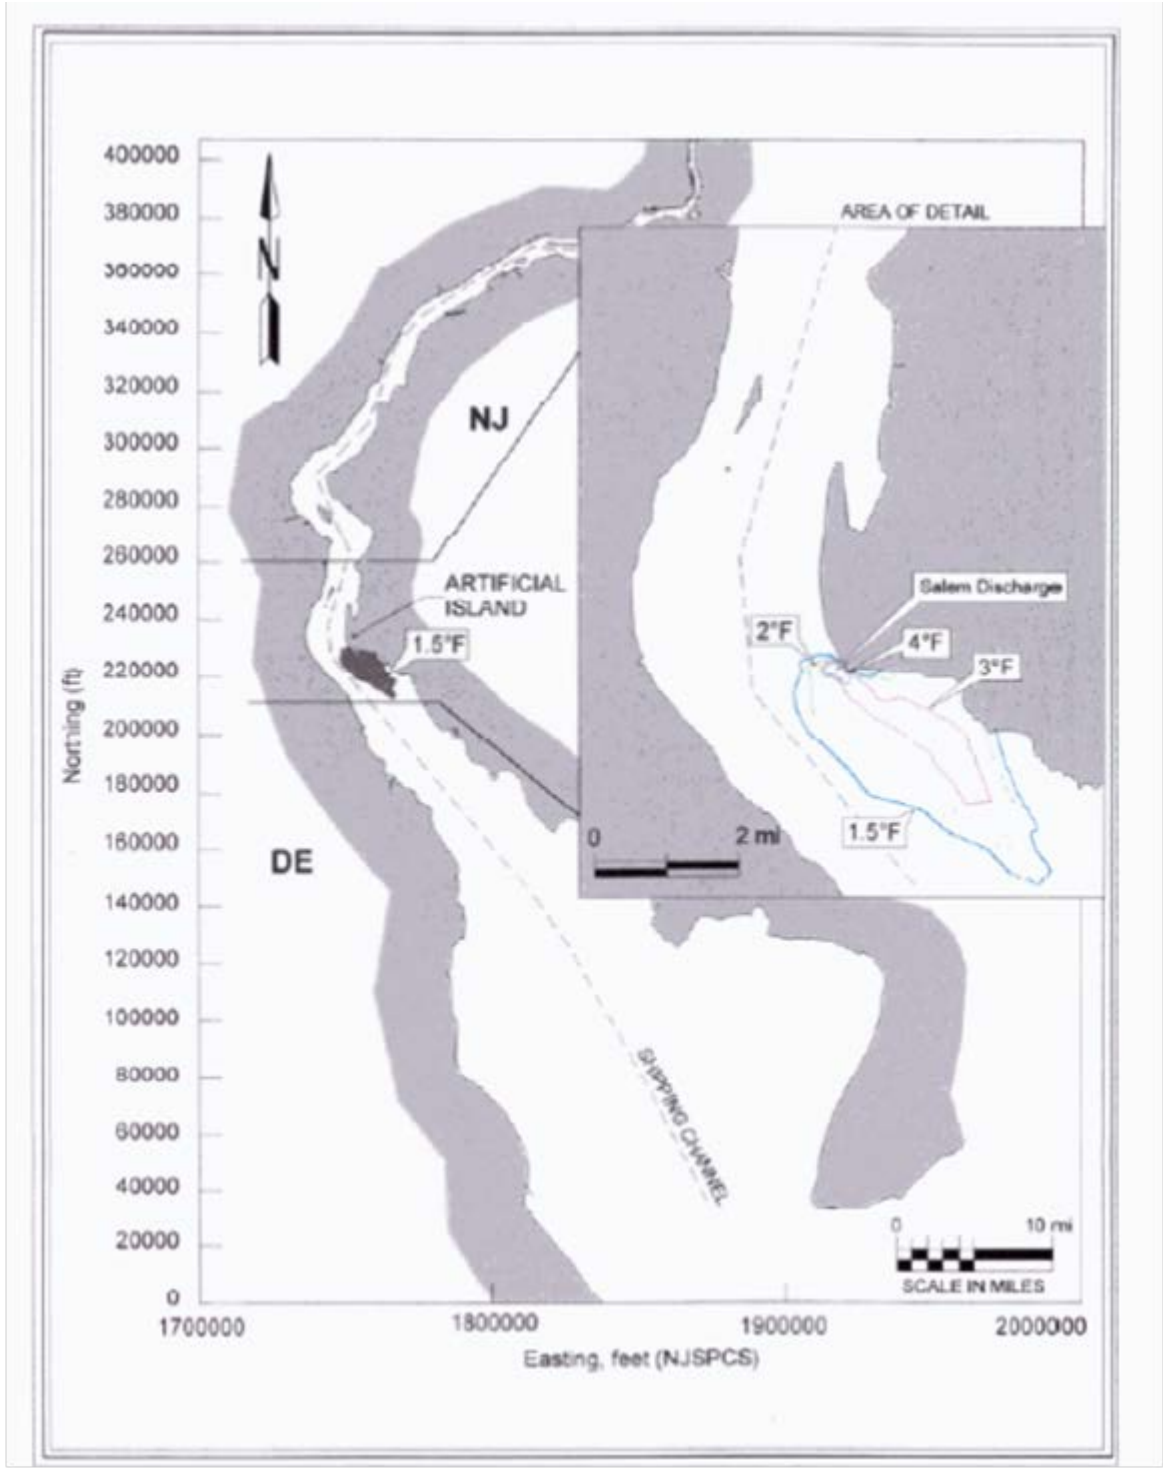 400000
380000
360000
340000
320000
300000
280000
260000
240000
220000
200000
180000
160000
140000
120000
100000
80000
60000
40000
20000
0
Northing (ft)
N
AREA OF DETAIL
NJ
ARTIFICIAL
ISLAND
1.5°F
Salem Discharge
2°F
4°F
3°F
1.5°F
0 2 mi
DE
SHIPPING CHANNEL
0 10 mi
SCALE IN MILES
1700000 1800000 1900000 2000000
Easting, feet (NJSPCS)